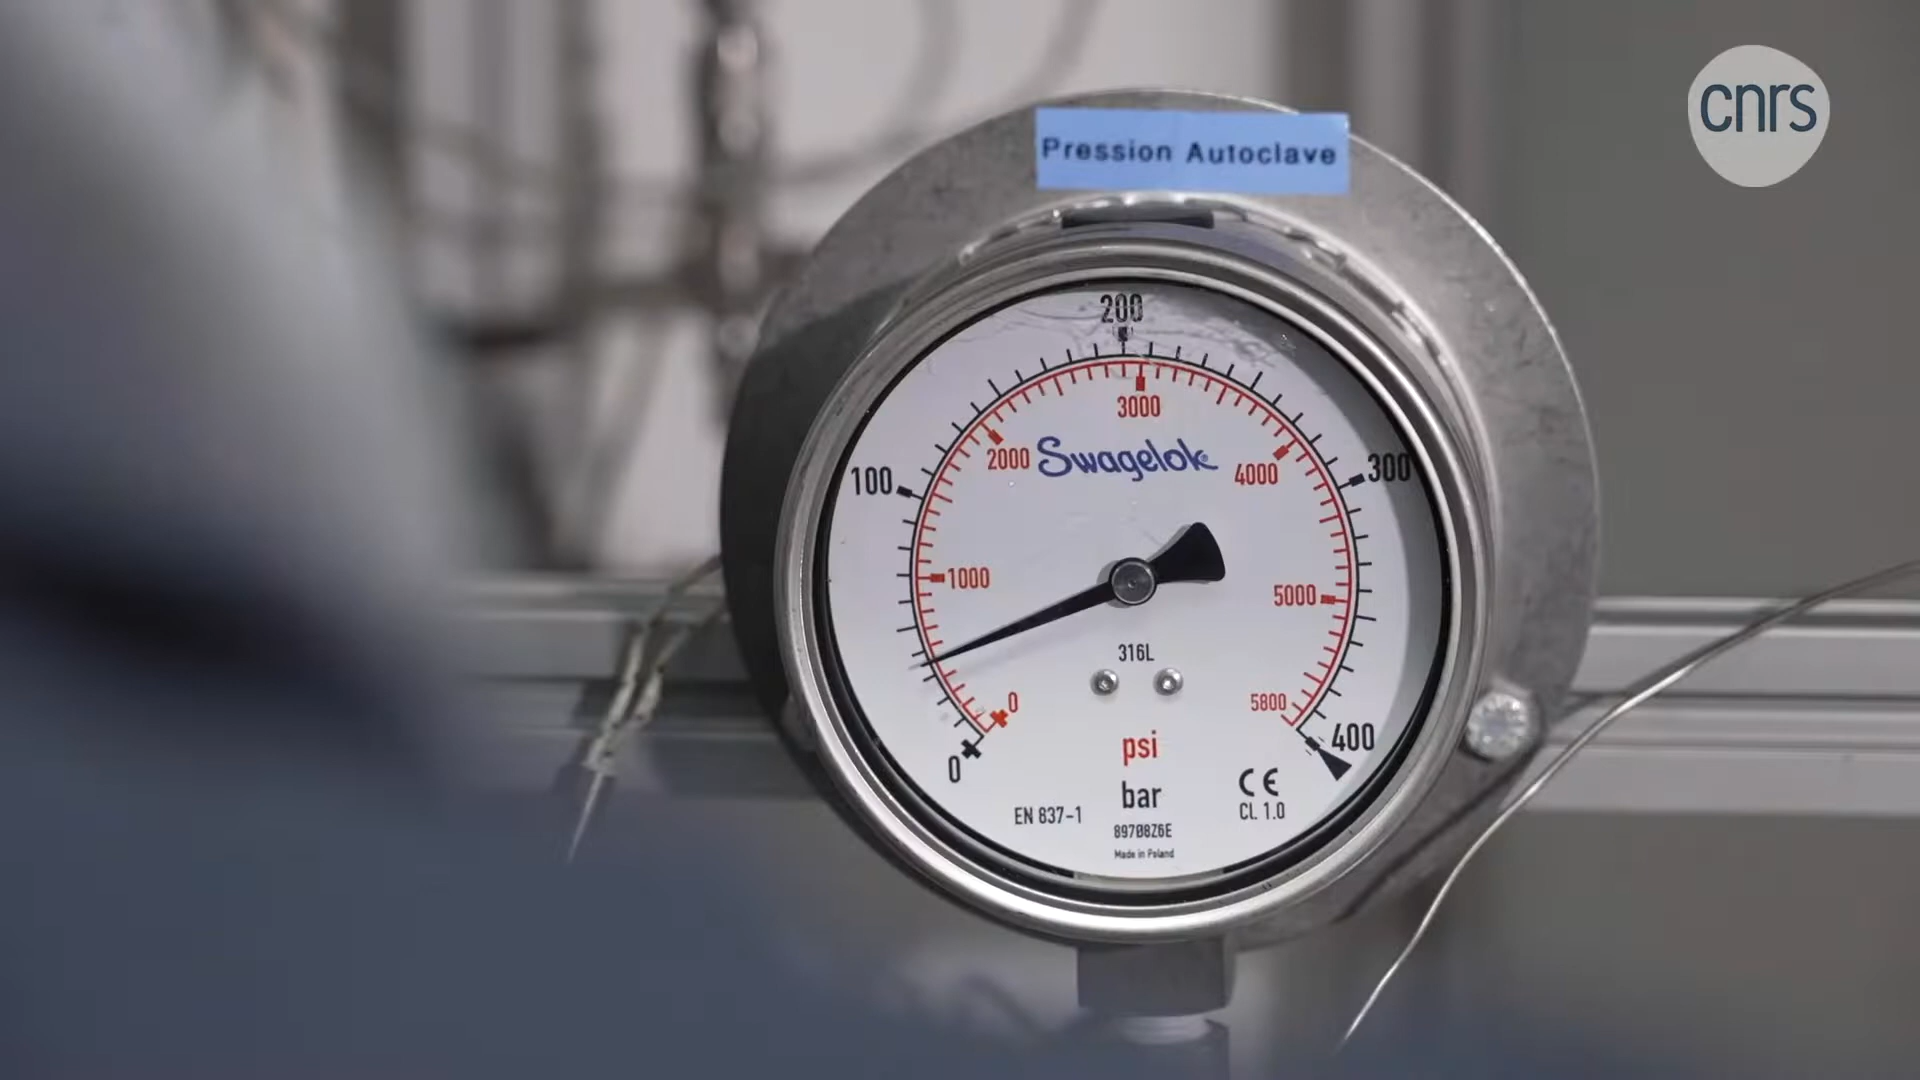 cnrs
Pression Autoclave
200
3000
2000 Swagelok 4000
100 300
1000 5000
316L
0 5800
psi 400
0 bar CE
EN 837-1 CL 1.0
89708Z6E
Made in Poland